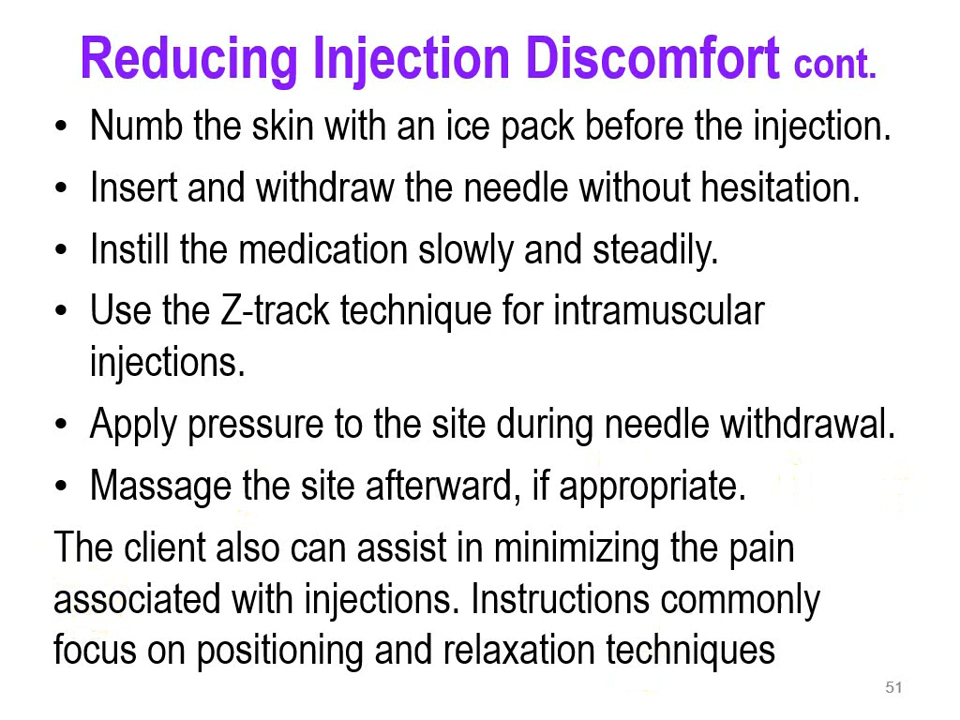 Reducing Injection Discomfort cont.
• Numb the skin with an ice pack before the injection.
• Insert and withdraw the needle without hesitation.
• Instill the medication slowly and steadily.
• Use the Z-track technique for intramuscular
injections.
• Apply pressure to the site during needle withdrawal.
• Massage the site afterward, if appropriate.
The client also can assist in minimizing the pain
associated with injections. Instructions commonly
focus on positioning and relaxation techniques
51